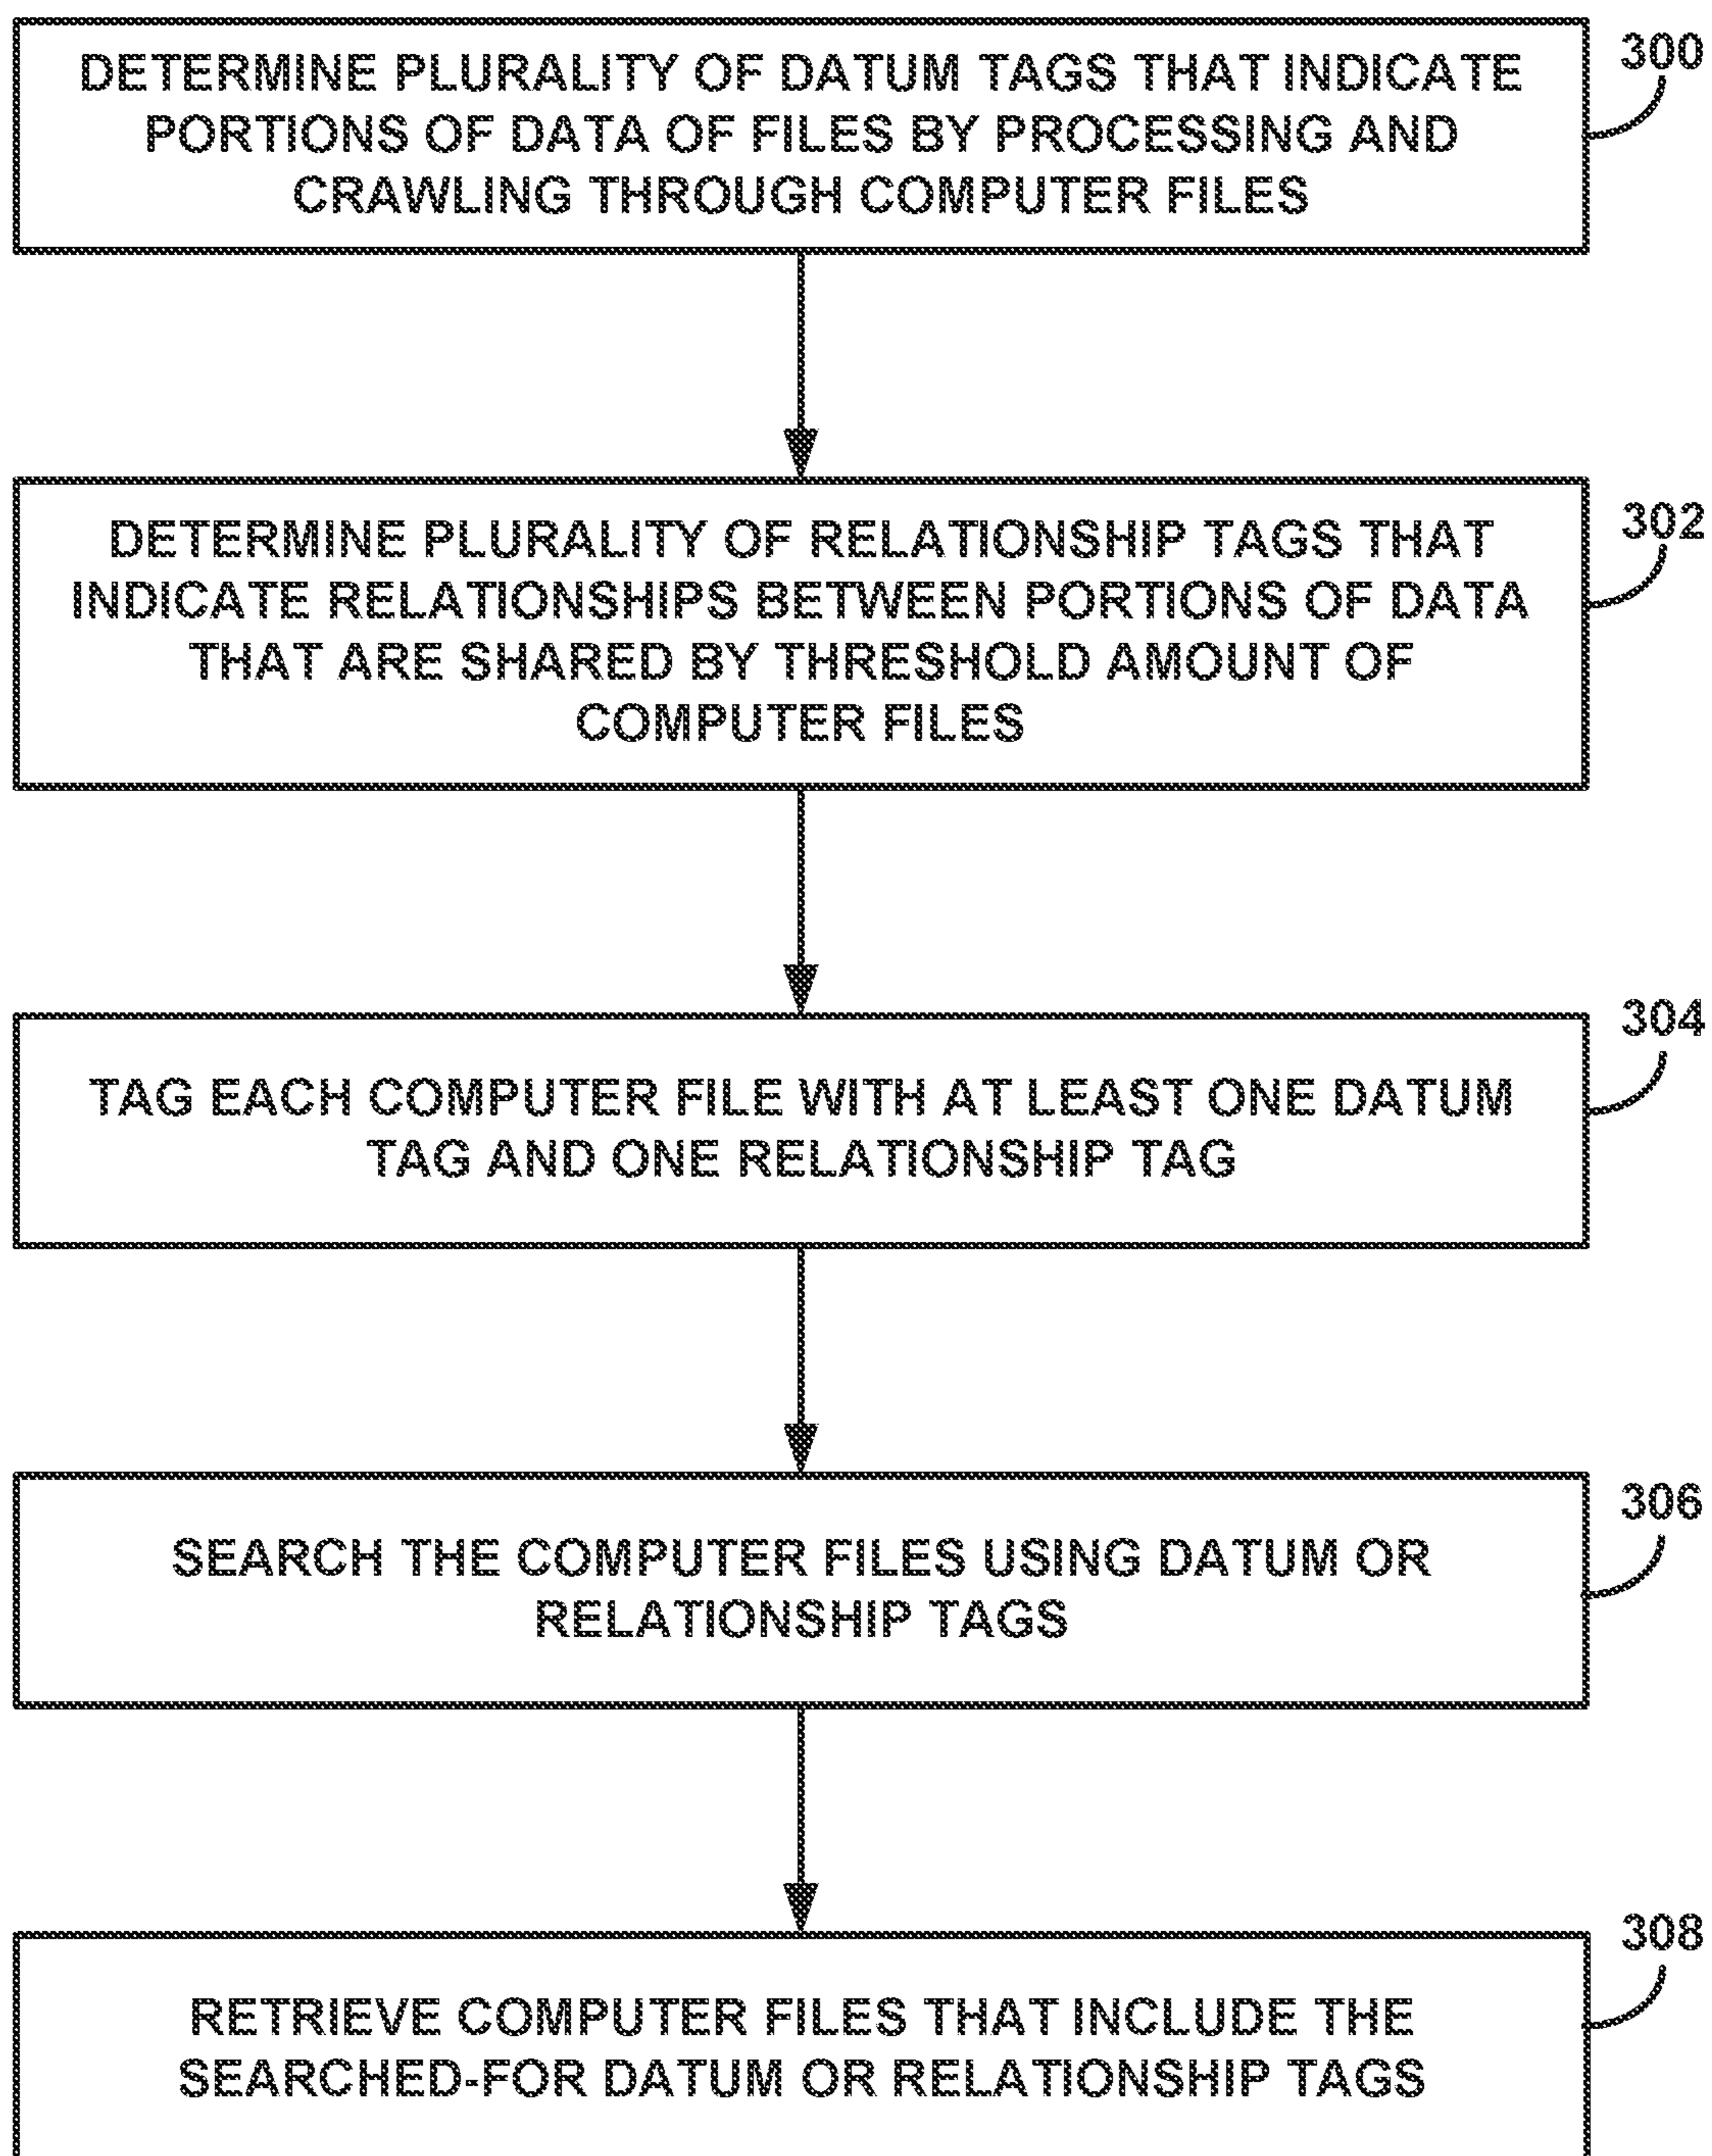 DETERMINE PLURALITY OF DATUM TAGS THAT INDICATE
PORTIONS OF DATA OF FILES BY PROCESSING AND
CRAWLING THROUGH COMPUTER FILES
300
DETERMINE PLURALITY OF RELATIONSHIP TAGS THAT
INDICATE RELATIONSHIPS BETWEEN PORTIONS OF DATA
THAT ARE SHARED BY THRESHOLD AMOUNT OF
COMPUTER FILES
302
TAG EACH COMPUTER FILE WITH AT LEAST ONE DATUM
TAG AND ONE RELATIONSHIP TAG
304
SEARCH THE COMPUTER FILES USING DATUM OR
RELATIONSHIP TAGS
306
RETRIEVE COMPUTER FILES THAT INCLUDE THE
SEARCHED-FOR DATUM OR RELATIONSHIP TAGS
308